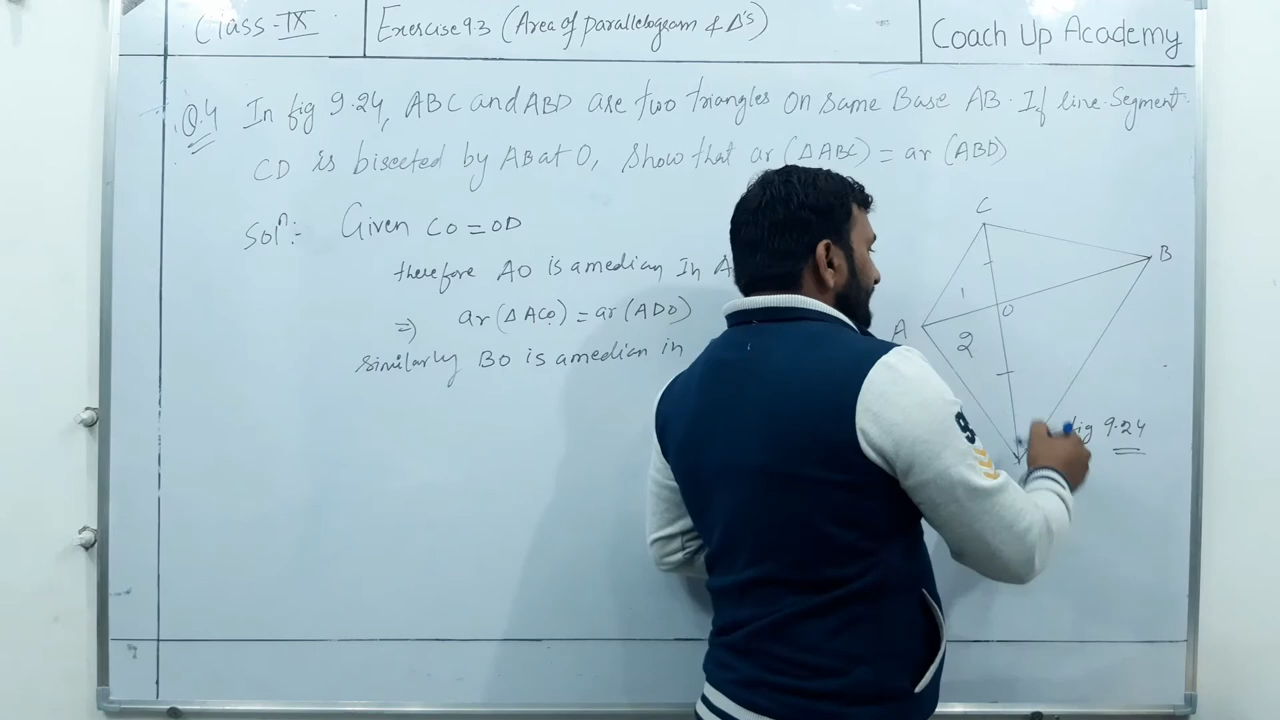 Class-IX
Exercise 9.3 (Area of parallelogram & Δ's)
Coach Up Academy
Q.4 In fig 9.24, ABC and ABD are two triangles on same Base AB. If line-Segment
CD is bisected by AB at O, Show that ar (ΔABC) = ar (ABD)
Solⁿ:- Given CO = OD
therefore AO is a median In
⇒ ar (Δ ACO) = ar (ADO)
similarly BO is a median in
C
B
1
O
A
2
fig 9.24
9